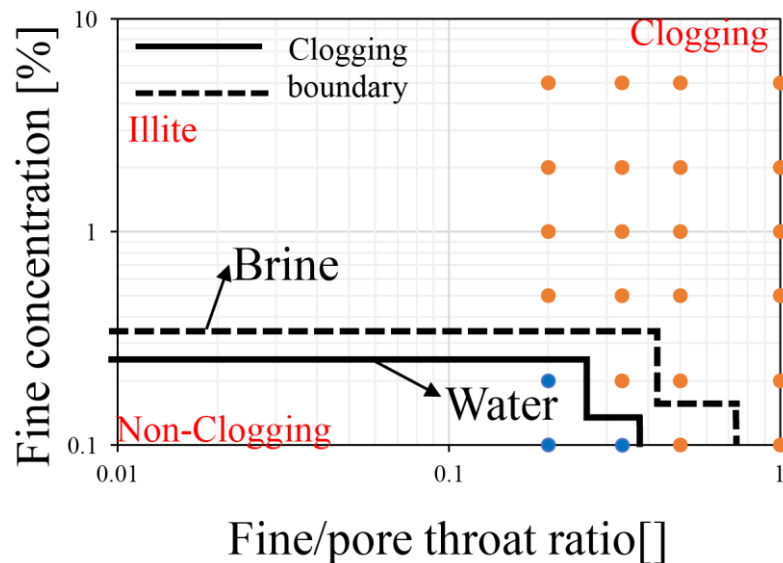 10
Clogging
Clogging
boundary
Illite
Fine concentration [%]
1
Brine
Water
Non-Clogging
0.1
0.01
0.1
1
Fine/pore throat ratio[]